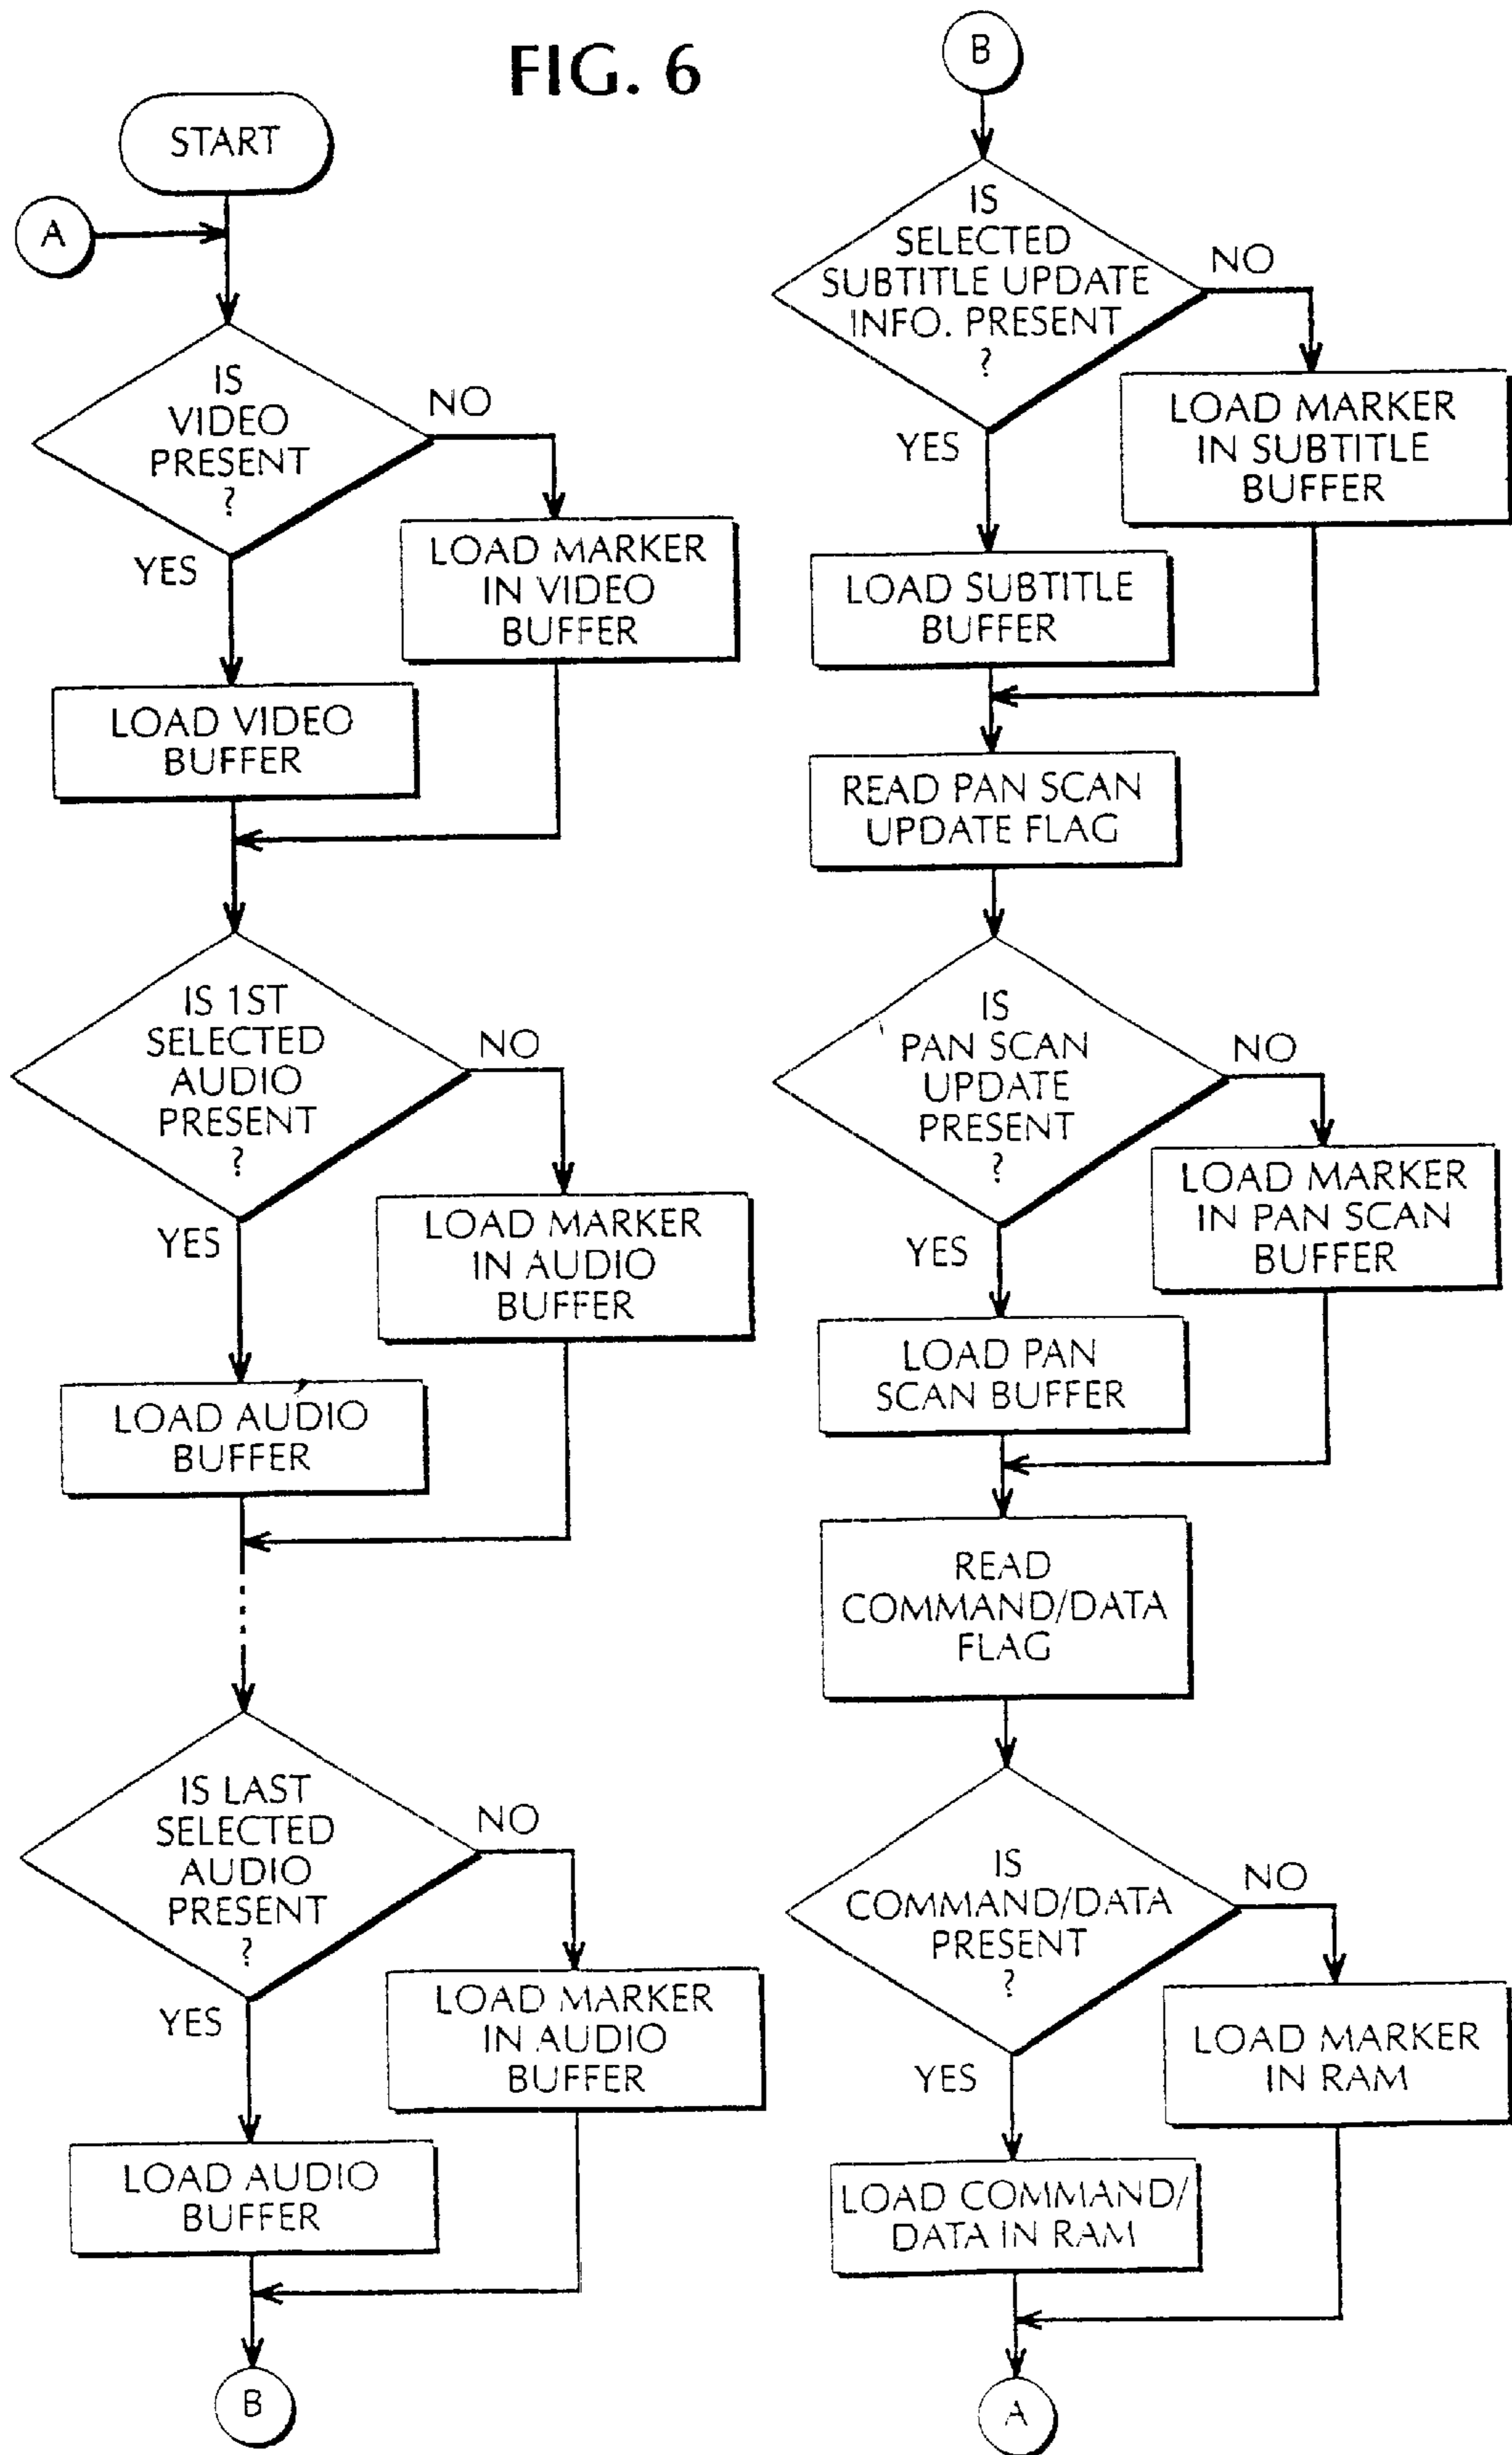 FIG. 6
START
A
IS
VIDEO
PRESENT
?
NO
YES
LOAD MARKER
IN VIDEO
BUFFER
LOAD VIDEO
BUFFER
IS 1ST
SELECTED
AUDIO
PRESENT
?
NO
YES
LOAD MARKER
IN AUDIO
BUFFER
LOAD AUDIO
BUFFER
IS LAST
SELECTED
AUDIO
PRESENT
?
NO
YES
LOAD MARKER
IN AUDIO
BUFFER
LOAD AUDIO
BUFFER
B
B
IS
SELECTED
SUBTITLE UPDATE
INFO. PRESENT
?
NO
YES
LOAD MARKER
IN SUBTITLE
BUFFER
LOAD SUBTITLE
BUFFER
READ PAN SCAN
UPDATE FLAG
IS
PAN SCAN
UPDATE
PRESENT
?
NO
YES
LOAD MARKER
IN PAN SCAN
BUFFER
LOAD PAN
SCAN BUFFER
READ
COMMAND/DATA
FLAG
IS
COMMAND/DATA
PRESENT
?
NO
YES
LOAD MARKER
IN RAM
LOAD COMMAND/
DATA IN RAM
A